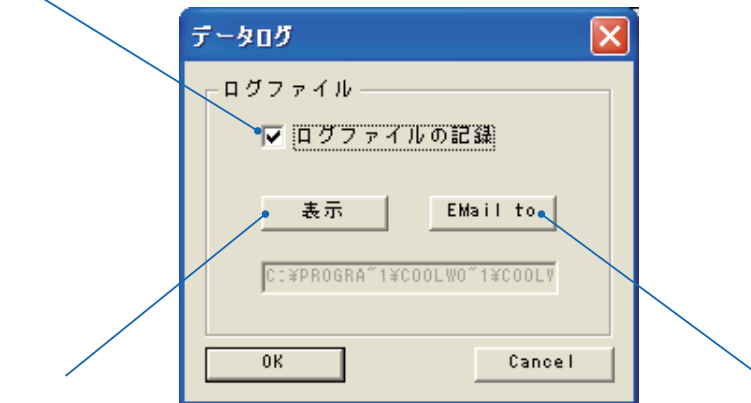 データログ
ログファイル
ログファイルの記録
表示
EMail to
C:¥PROGRA~1¥COOLWO~1¥COOLW
OK
Cancel